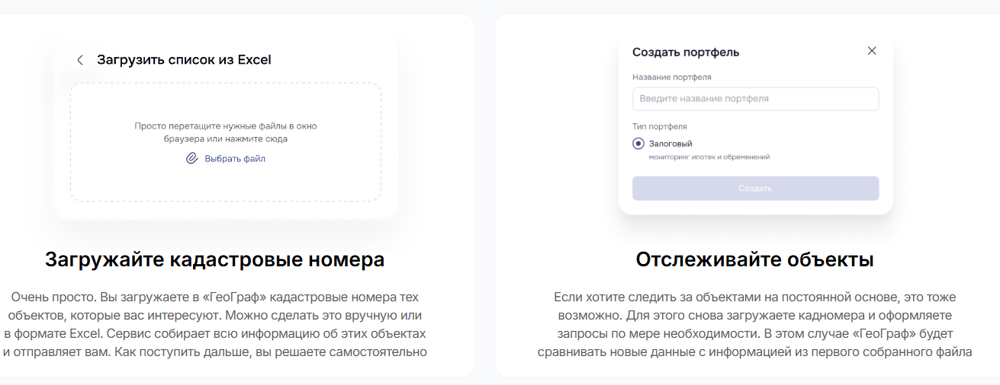 Загрузить список из Excel
Просто перетащите нужные файлы в окно
браузера или нажмите сюда
Выбрать файл
Загружайте кадастровые номера
Очень просто. Вы загружаете в «ГеоГраф» кадастровые номера тех
объектов, которые вас интересуют. Можно сделать это вручную или
в формате Excel. Сервис собирает всю информацию об этих объектах
и отправляет вам. Как поступить дальше, вы решаете самостоятельно
Создать портфель
Название портфеля
Введите название портфеля
Тип портфеля
Залоговый
мониторинг ипотек и обременений
Создать
Отслеживайте объекты
Если хотите следить за объектами на постоянной основе, это тоже
возможно. Для этого снова загружаете кадномера и оформляете
запросы по мере необходимости. В этом случае «ГеоГраф» будет
сравнивать новые данные с информацией из первого собранного файла